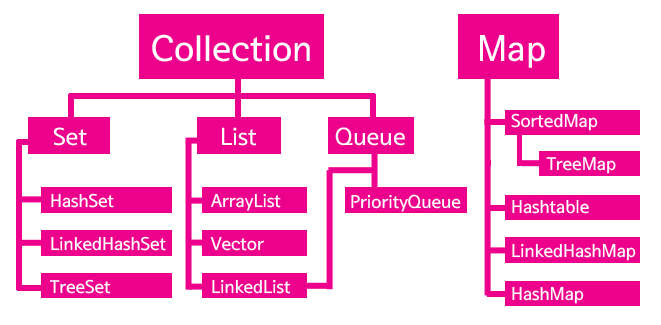 Collection
Map
Set
List
Queue
SortedMap
TreeMap
HashSet
ArrayList
PriorityQueue
Hashtable
LinkedHashSet
Vector
LinkedHashMap
TreeSet
LinkedList
HashMap